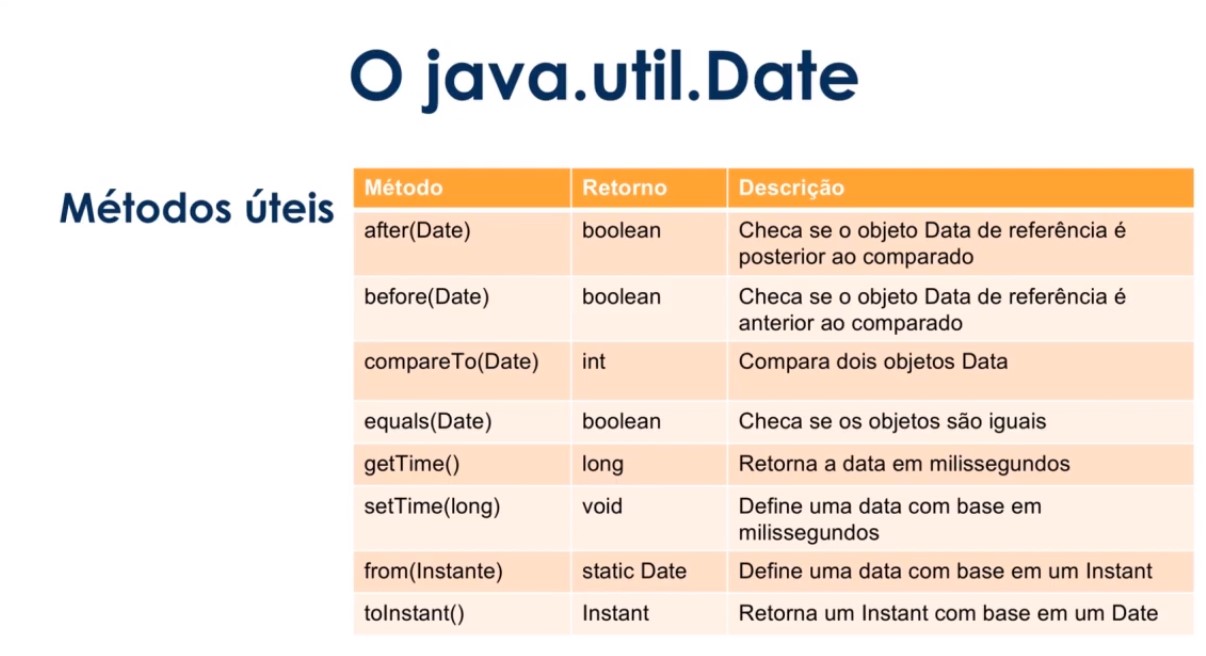 O java.util.Date
Métodos úteis
Método Retorno Descrição
after(Date) boolean Checa se o objeto Data de referência é
posterior ao comparado
before(Date) boolean Checa se o objeto Data de referência é
anterior ao comparado
compareTo(Date) int Compara dois objetos Data
equals(Date) boolean Checa se os objetos são iguais
getTime() long Retorna a data em milissegundos
setTime(long) void Define uma data com base em
milissegundos
from(Instante) static Date Define uma data com base em um Instant
toInstant() Instant Retorna um Instant com base em um Date